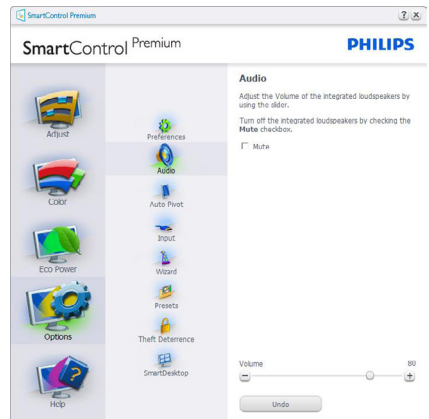 SmartControl Premium
SmartControl Premium
PHILIPS
Adjust
Color
Eco Power
Options
Help
Preferences
Audio
Auto Pivot
Input
Wizard
Presets
Theft Deterrence
SmartDesktop
Audio
Adjust the Volume of the integrated loudspeakers by
using the slider.
Turn off the integrated loudspeakers by checking the
Mute checkbox.
Mute
Volume 80
Undo